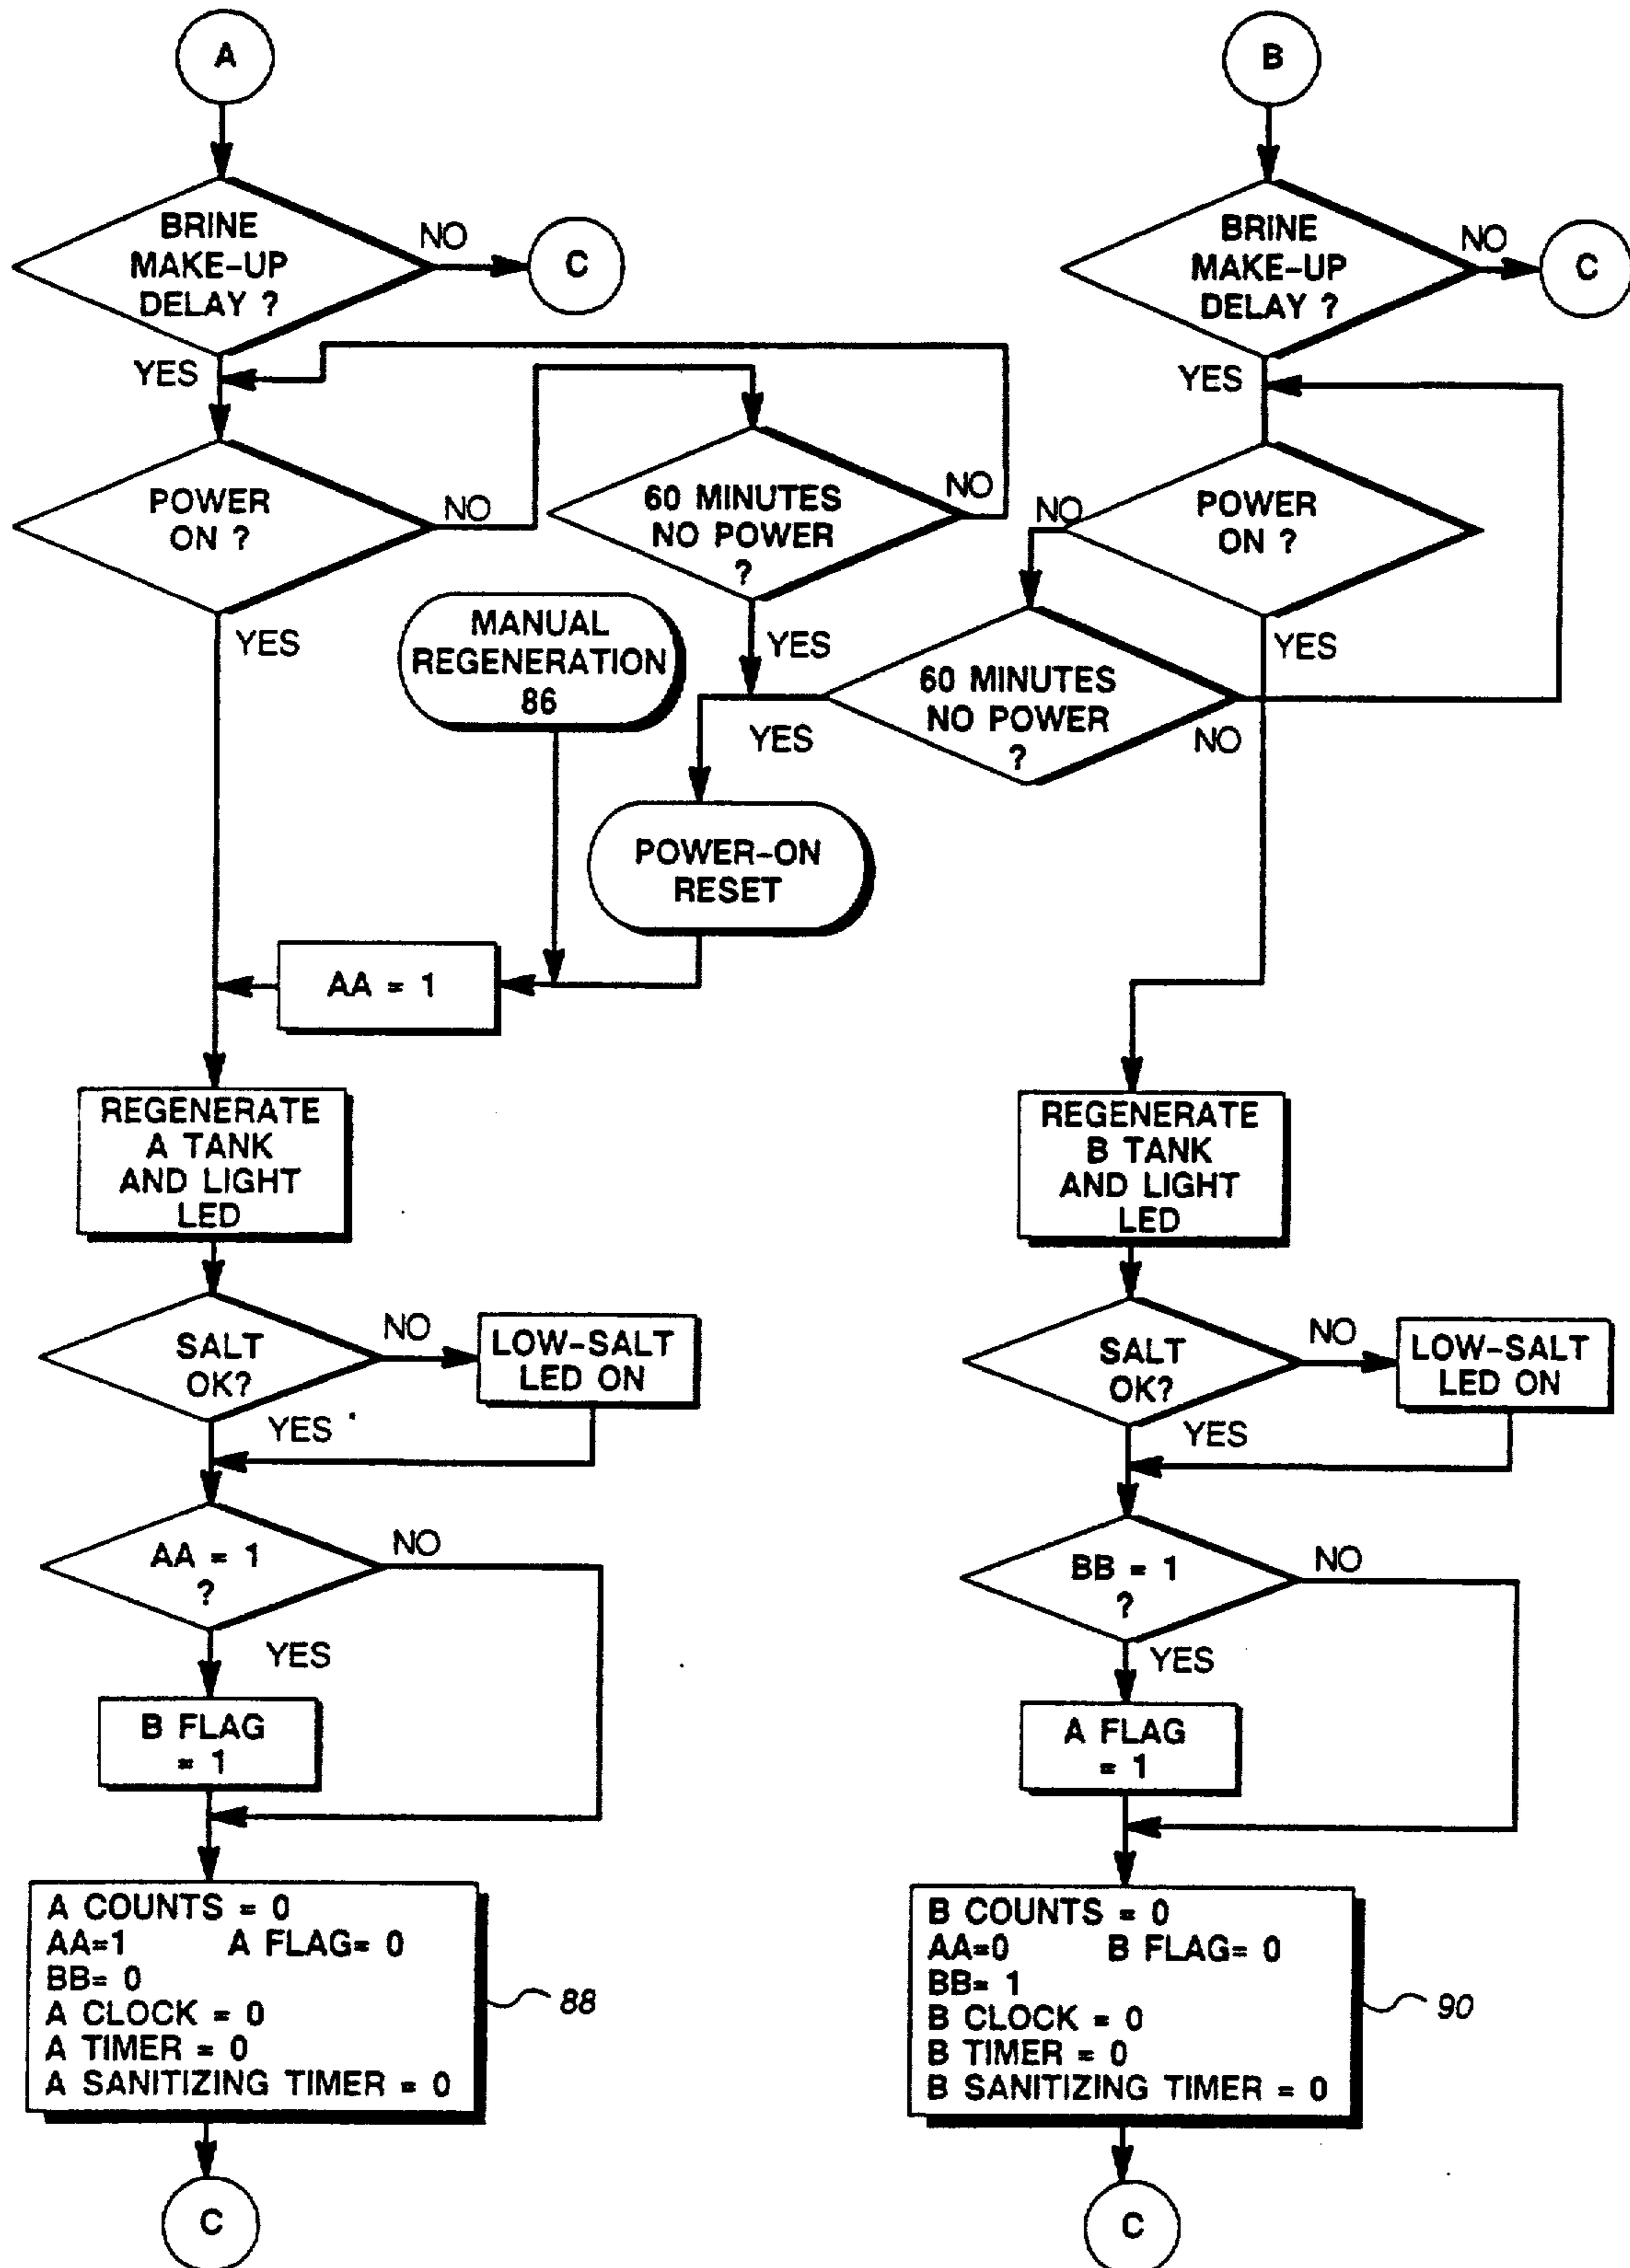 A
B
BRINE
MAKE-UP
DELAY ?
NO
C
YES
BRINE
MAKE-UP
DELAY ?
NO
C
YES
POWER
ON ?
NO
YES
60 MINUTES
NO POWER
?
NO
YES
POWER
ON ?
NO
YES
MANUAL
REGENERATION
86
60 MINUTES
NO POWER
?
YES
NO
POWER-ON
RESET
AA = 1
REGENERATE
A TANK
AND LIGHT
LED
REGENERATE
B TANK
AND LIGHT
LED
SALT
OK?
NO
LOW-SALT
LED ON
YES
SALT
OK?
NO
LOW-SALT
LED ON
YES
AA = 1
?
NO
YES
BB = 1
?
NO
YES
B FLAG
= 1
A FLAG
= 1
A COUNTS = 0
AA=1 A FLAG= 0
BB= 0
A CLOCK = 0
A TIMER = 0
A SANITIZING TIMER = 0
88
B COUNTS = 0
AA=0 B FLAG= 0
BB= 1
B CLOCK = 0
B TIMER = 0
B SANITIZING TIMER = 0
90
C
C